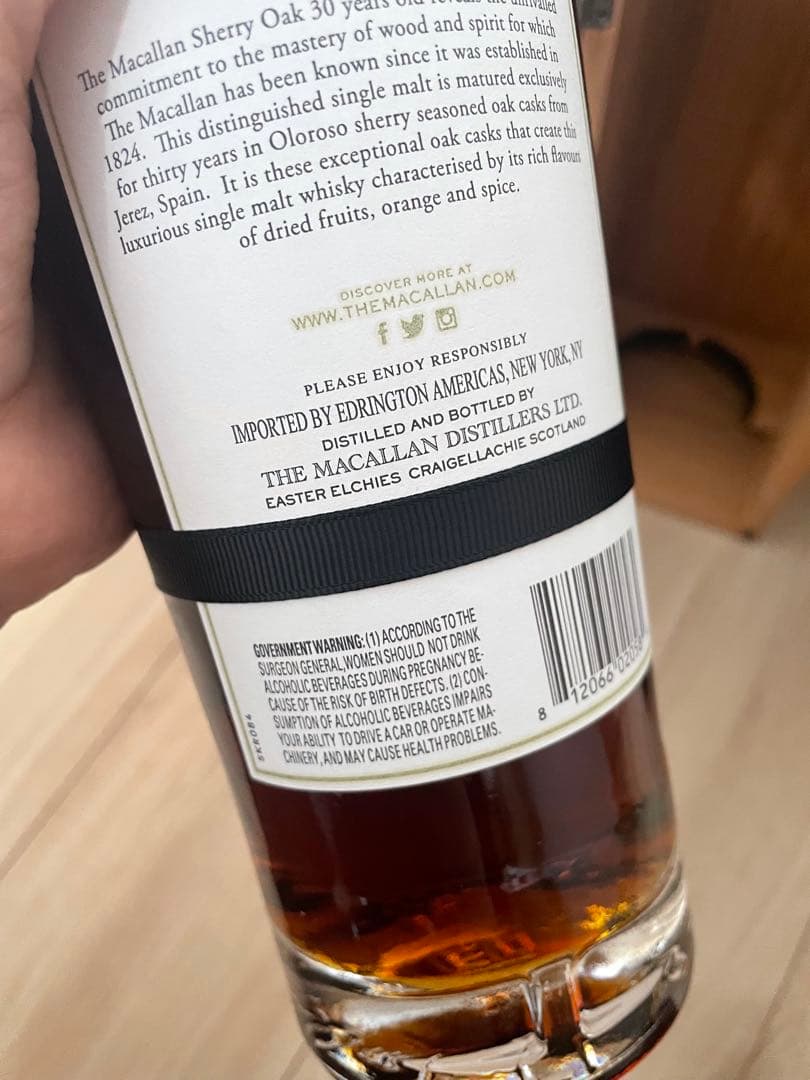 The Macallan Sherry Oak 30 years old reveals the unrivalled
commitment to the mastery of wood and spirit for which
The Macallan has been known since it was established in
1824. This distinguished single malt is matured exclusively
for thirty years in Oloroso sherry seasoned oak casks from
Jerez, Spain. It is these exceptional oak casks that create this
luxurious single malt whisky characterised by its rich flavours
of dried fruits, orange and spice.
DISCOVER MORE AT
WWW.THEMACALLAN.COM
PLEASE ENJOY RESPONSIBLY
IMPORTED BY EDRINGTON AMERICAS, NEW YORK, NY
DISTILLED AND BOTTLED BY
THE MACALLAN DISTILLERS LTD.
EASTER ELCHIES CRAIGELLACHIE SCOTLAND
GOVERNMENT WARNING: (1) ACCORDING TO THE
SURGEON GENERAL, WOMEN SHOULD NOT DRINK
ALCOHOLIC BEVERAGES DURING PREGNANCY BE-
CAUSE OF THE RISK OF BIRTH DEFECTS. (2) CON-
SUMPTION OF ALCOHOLIC BEVERAGES IMPAIRS
YOUR ABILITY TO DRIVE A CAR OR OPERATE MA-
CHINERY, AND MAY CAUSE HEALTH PROBLEMS.
8 12066